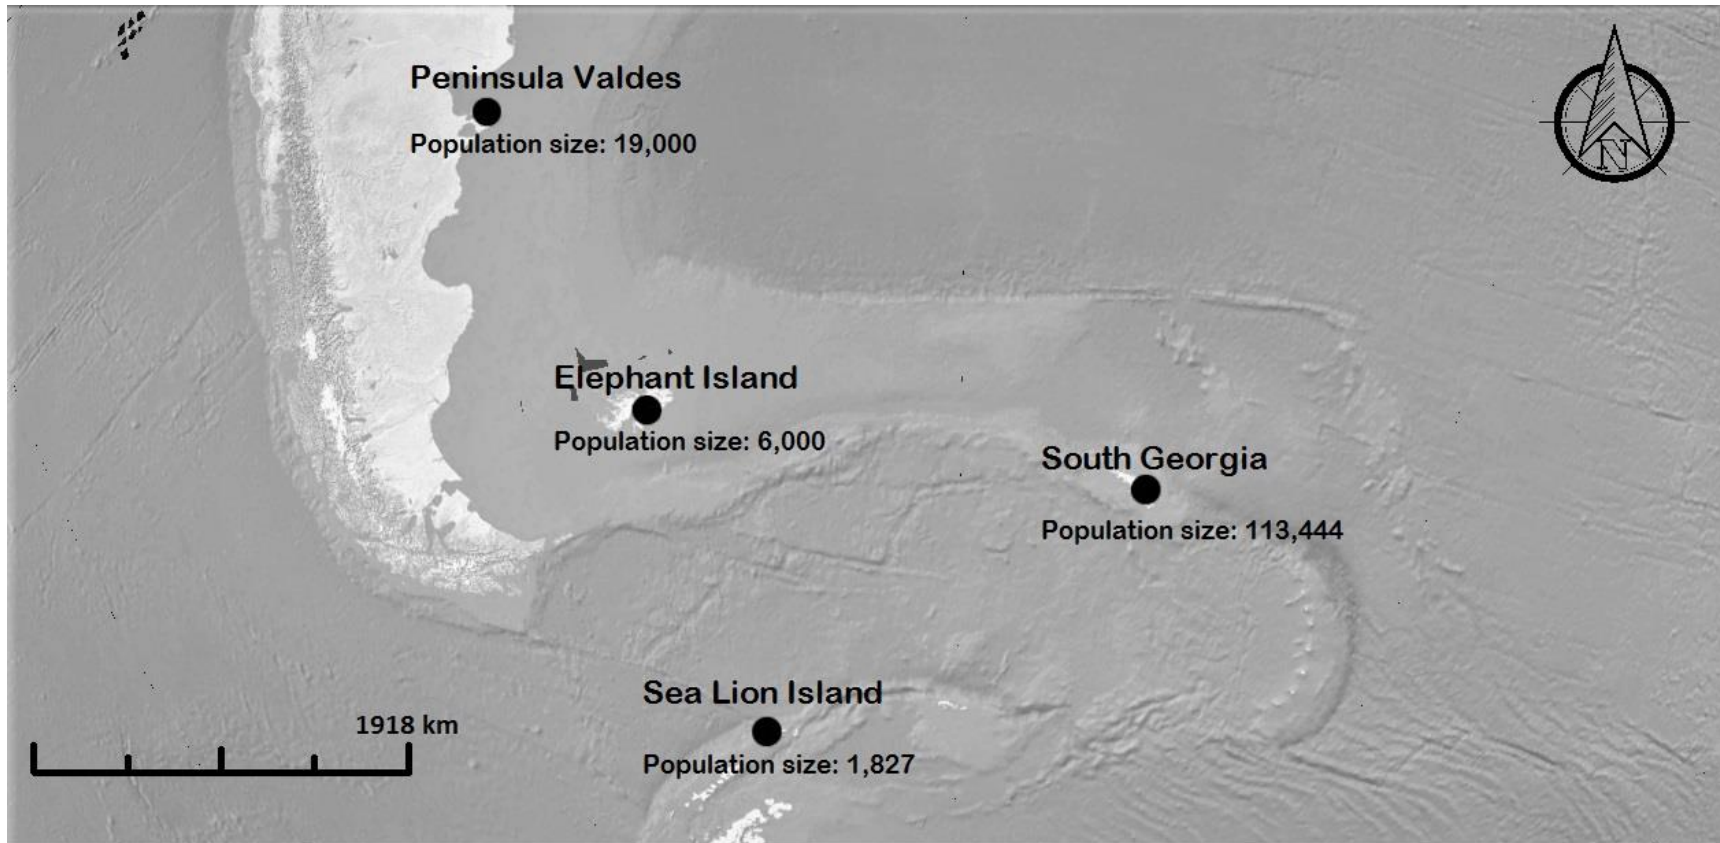 Peninsula Valdes
Population size: 19,000
N
Elephant Island
Population size: 6,000
South Georgia
Population size: 113,444
Sea Lion Island
1918 km
Population size: 1,827